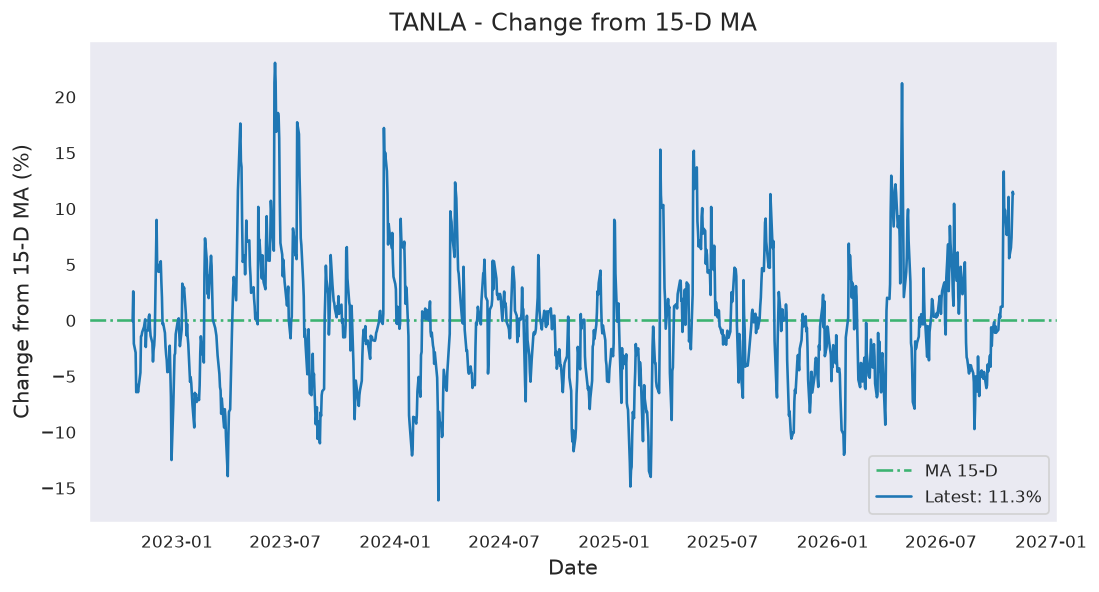 TANLA - Change from 15-D MA
Change from 15-D MA (%)
20
15
10
5
0
−5
−10
−15
MA 15-D
Latest: 11.3%
2023-01 2023-07 2024-01 2024-07 2025-01 2025-07 2026-01 2026-07 2027-01
Date